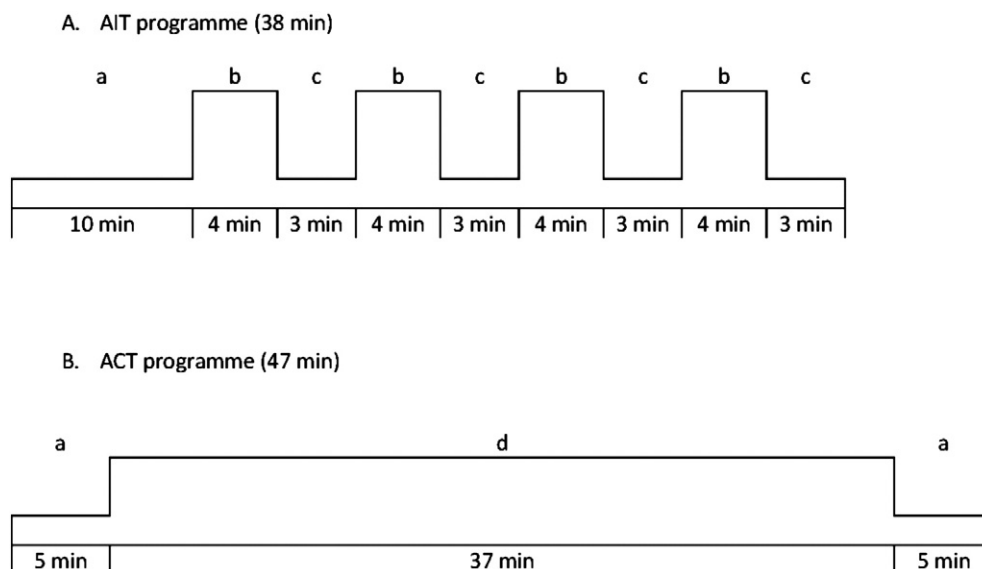 A. AIT programme (38 min)
a b c b c b c b c
10 min 4 min 3 min 4 min 3 min 4 min 3 min 4 min 3 min
B. ACT programme (47 min)
a d a
5 min 37 min 5 min